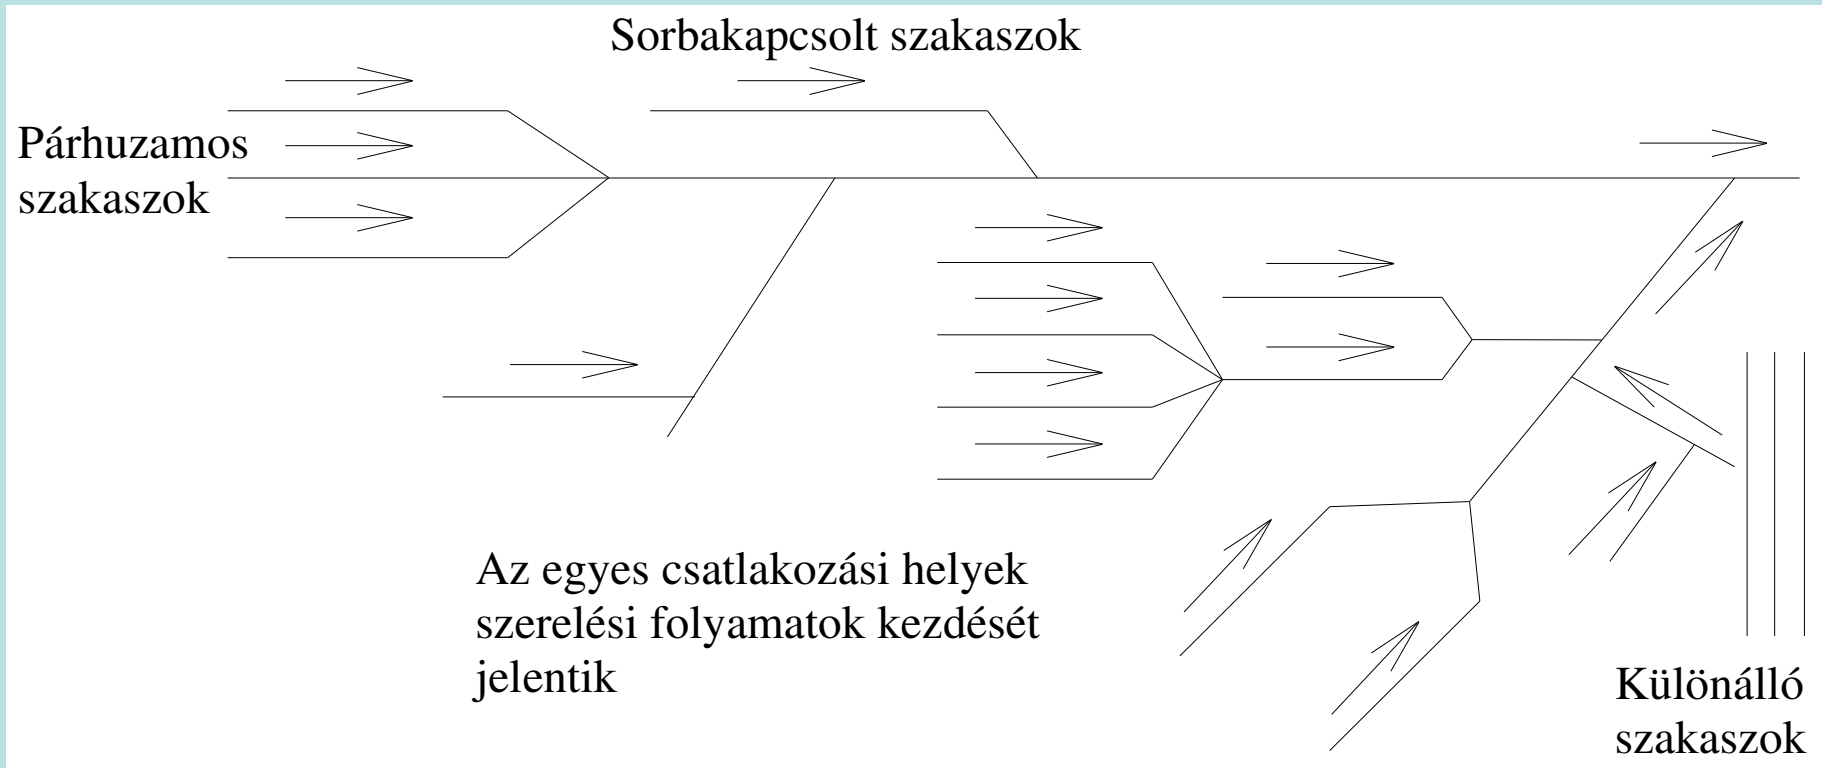 Sorbakapcsolt szakaszok
Párhuzamos
szakaszok
Az egyes csatlakozási helyek
szerelési folyamatok kezdését
jelentik
Különálló
szakaszok